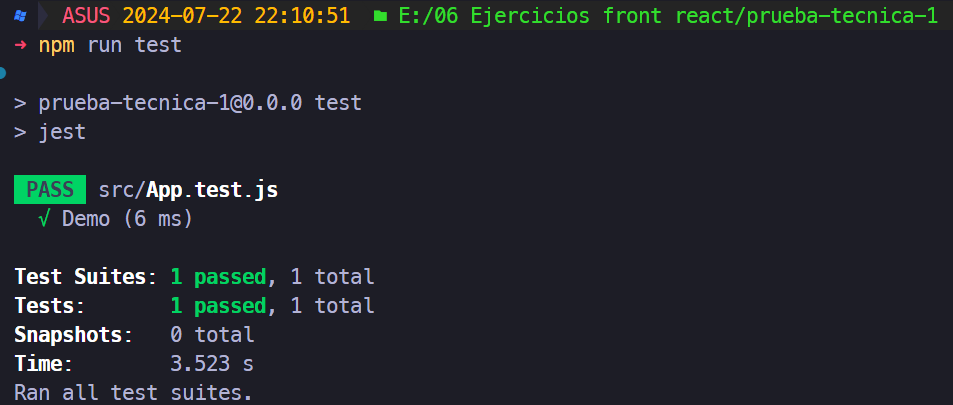 ASUS 2024-07-22 22:10:51 E:/06 Ejercicios front react/prueba-tecnica-1
➜ npm run test
> prueba-tecnica-1@0.0.0 test
> jest
PASS src/App.test.js
√ Demo (6 ms)
Test Suites: 1 passed, 1 total
Tests: 1 passed, 1 total
Snapshots: 0 total
Time: 3.523 s
Ran all test suites.